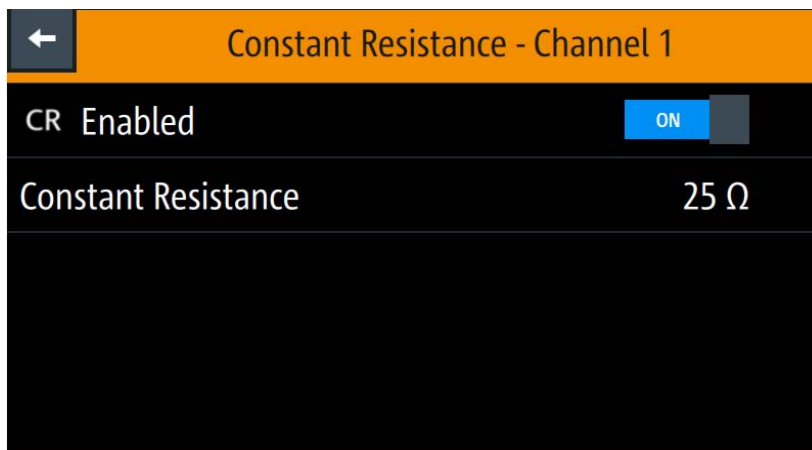 Constant Resistance - Channel 1
CR Enabled ON
Constant Resistance 25 Ω